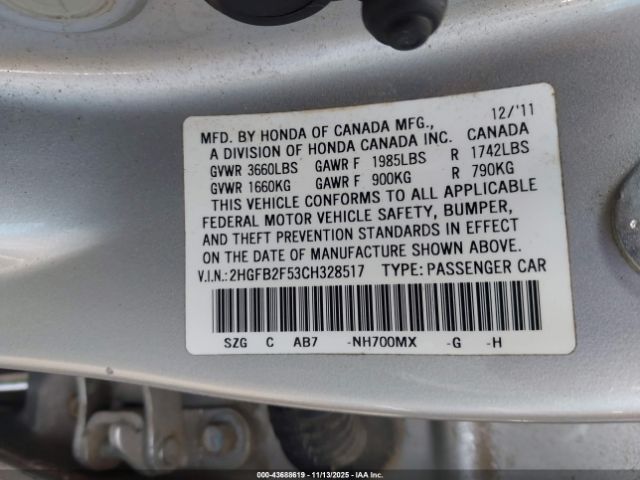 12/'11
MFD. BY HONDA OF CANADA MFG.,
A DIVISION OF HONDA CANADA INC. CANADA
GVWR 3660LBS GAWR F 1985LBS R 1742LBS
GVWR 1660KG GAWR F 900KG R 790KG
THIS VEHICLE CONFORMS TO ALL APPLICABLE
FEDERAL MOTOR VEHICLE SAFETY, BUMPER,
AND THEFT PREVENTION STANDARDS IN EFFECT
ON THE DATE OF MANUFACTURE SHOWN ABOVE.
V.I.N.: 2HGFB2F53CH328517 TYPE: PASSENGER CAR
SZG C AB7 -NH700MX -G -H
000-43688619 | 11/13/2025 | IAA Inc.